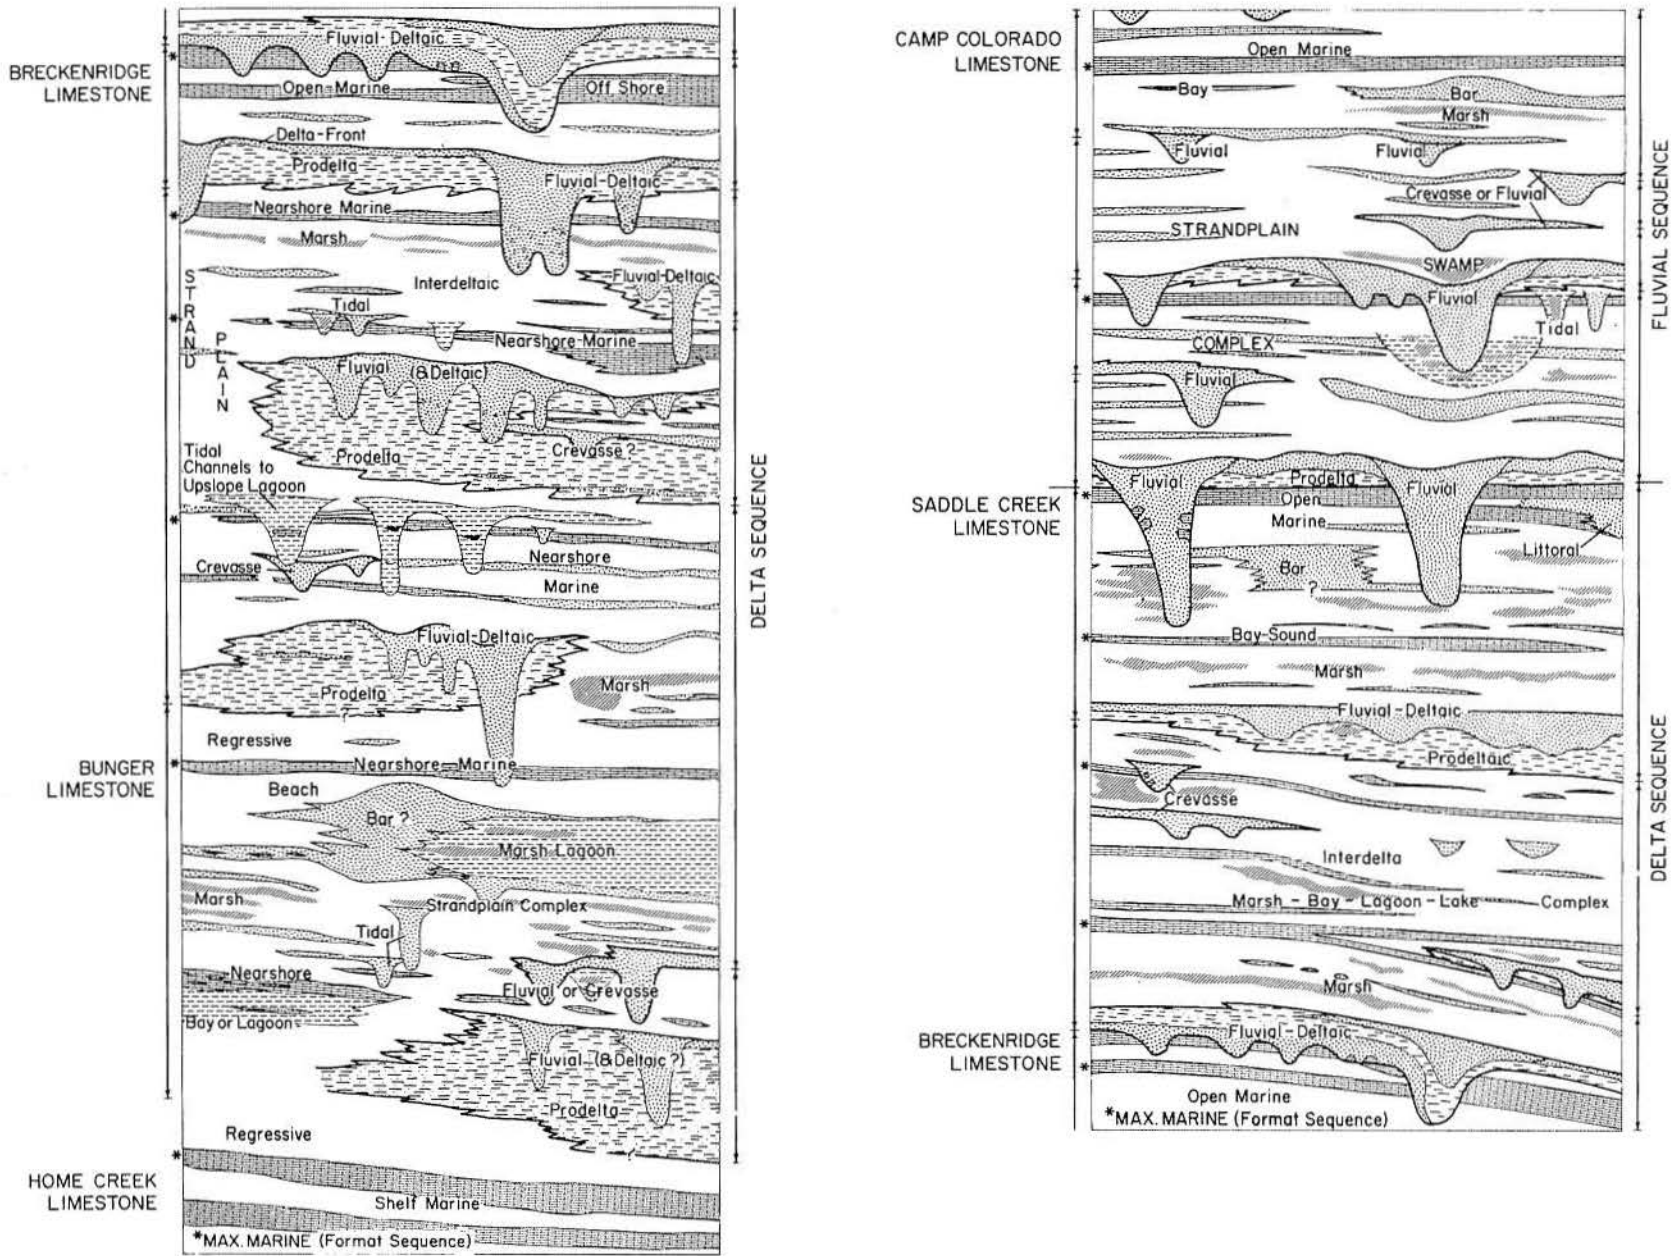 BRECKENRIDGE
LIMESTONE
Fluvial-Deltaic
Open-Marine
Off Shore
Delta-Front
Prodelta
Fluvial-Deltaic
Nearshore Marine
Marsh
Interdeltaic
Fluvial-Deltaic
STRAND
PLAIN
Tidal
Nearshore-Marine
Fluvial (& Deltaic)
Crevasse ?
Prodelta
Tidal
Channels to
Upslope Lagoon
Nearshore
Crevasse
Marine
Fluvial-Deltaic
Marsh
Prodelta
?
Regressive
BUNGER
LIMESTONE
Nearshore-Marine
Beach
Bar ?
Marsh Lagoon
Marsh
Strandplain Complex
Tidal
Nearshore
Fluvial or Crevasse
Bay or Lagoon
Fluvial (& Deltaic ?)
Prodelta
Regressive
?
HOME CREEK
LIMESTONE
Shelf Marine
*MAX. MARINE (Format Sequence)
DELTA SEQUENCE
CAMP COLORADO
LIMESTONE
Open Marine
Bay
Bar
Marsh
Fluvial
Fluvial
Crevasse or Fluvial
STRANDPLAIN
SWAMP
Fluvial
Tidal
COMPLEX
Fluvial
FLUVIAL SEQUENCE
Fluvial
Prodelta
Fluvial
SADDLE CREEK
LIMESTONE
Open
Marine
Littoral
Bar
?
Bay-Sound
Marsh
Fluvial-Deltaic
Prodeltaic
Crevasse
Interdelta
Marsh - Bay - Lagoon - Lake
Complex
Marsh
BRECKENRIDGE
LIMESTONE
Fluvial-Deltaic
Open Marine
*MAX. MARINE (Format Sequence)
DELTA SEQUENCE